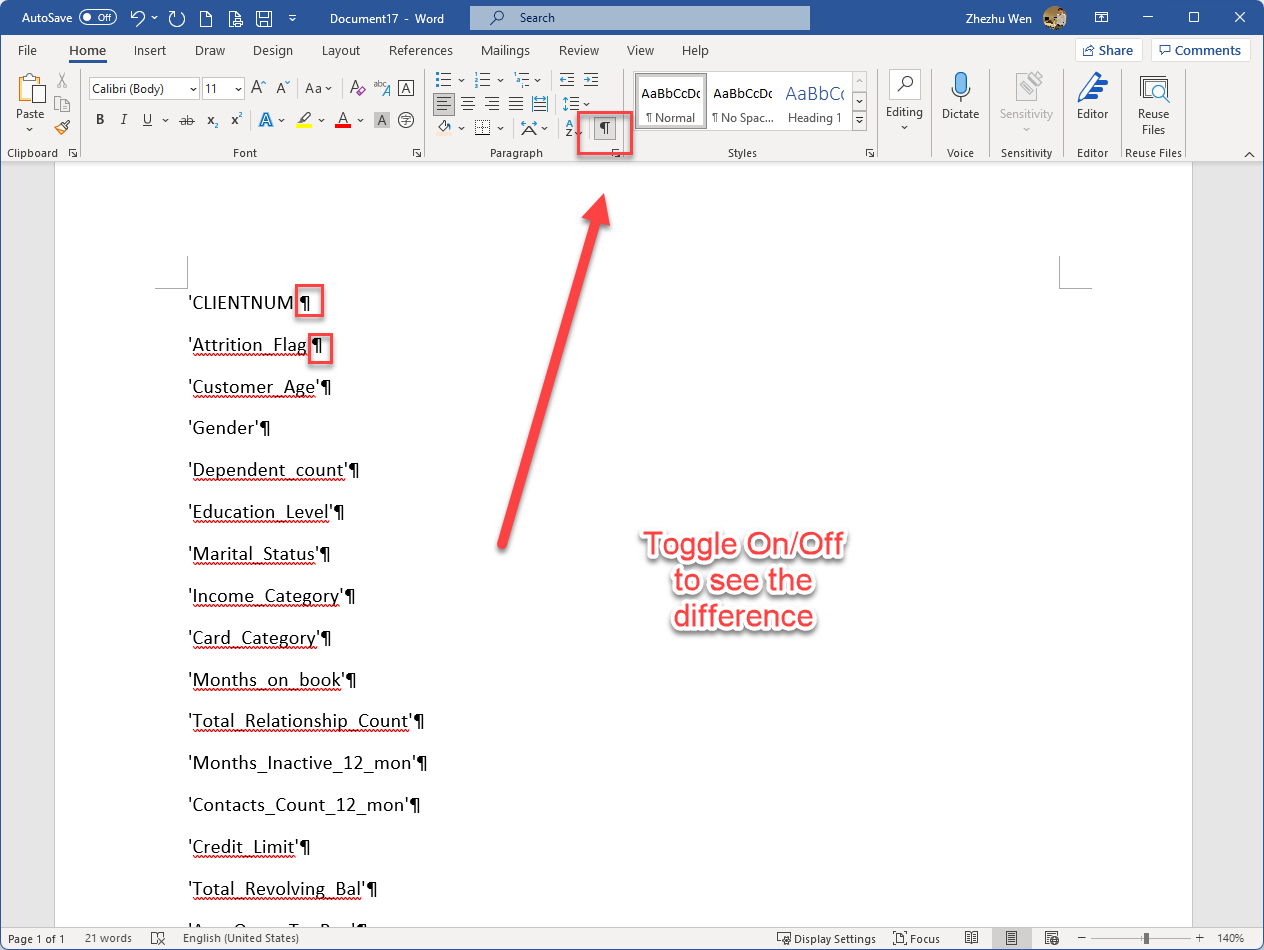 AutoSave Off Document17 - Word Search Zhezhu Wen
File Home Insert Draw Design Layout References Mailings Review View Help Share Comments
Calibri (Body) 11 Aa A AaBbCcDc AaBbCcDc AaBbCc
Paste ¶ Normal ¶ No Spac... Heading 1 Editing Dictate Sensitivity Editor Reuse Files
B I U ab x₂ x² A A A 字 ¶
Clipboard Font Paragraph Styles Voice Sensitivity Editor Reuse Files
'CLIENTNUM ¶
'Attrition_Flag ¶
'Customer_Age'¶
'Gender'¶
'Dependent_count'¶
'Education_Level'¶
'Marital_Status'¶
'Income_Category'¶
'Card_Category'¶
'Months_on_book'¶
'Total_Relationship_Count'¶
'Months_Inactive_12_mon'¶
'Contacts_Count_12_mon'¶
'Credit_Limit'¶
'Total_Revolving_Bal'¶
Toggle On/Off
to see the
difference
Page 1 of 1 21 words English (United States) Display Settings Focus 140%